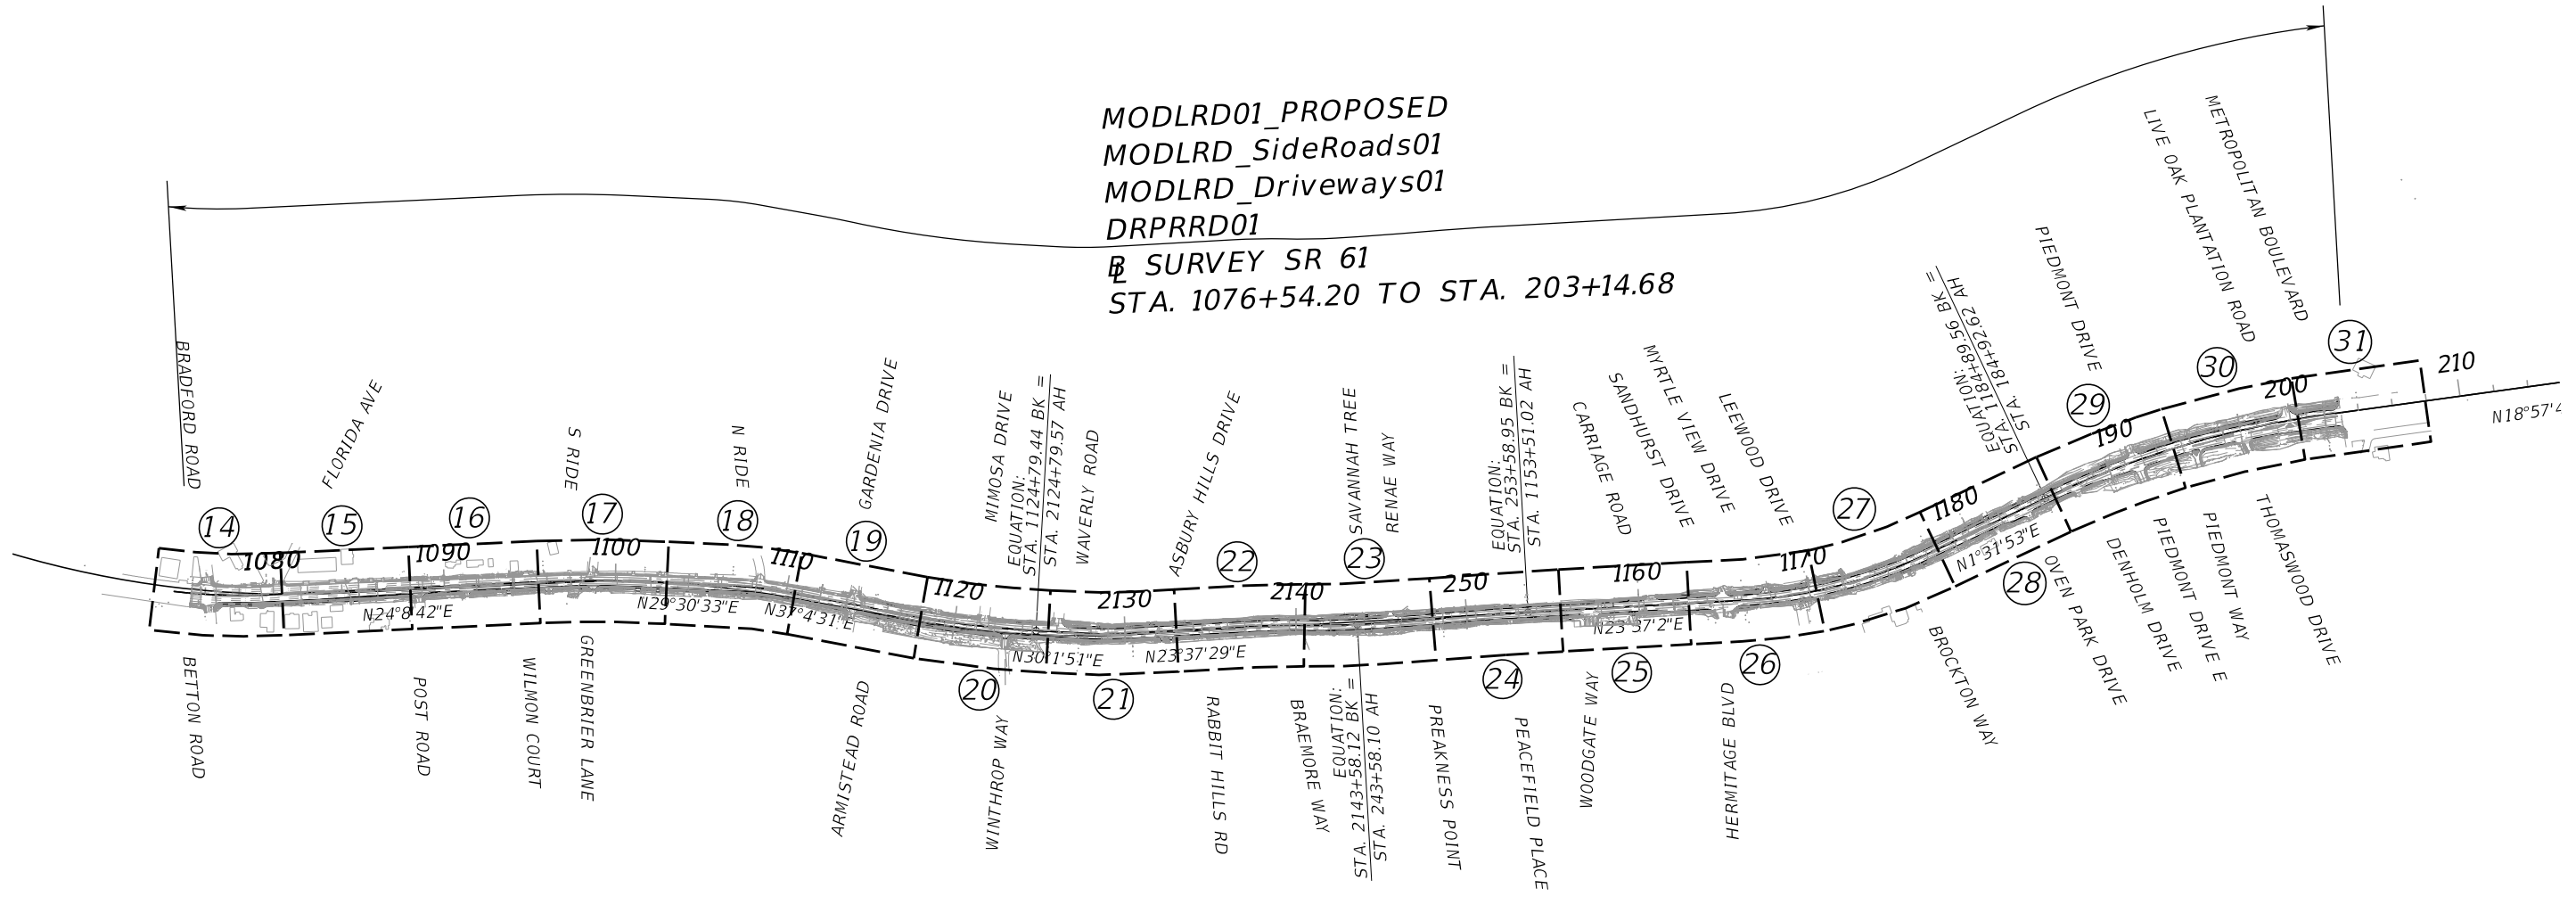 MODLRD01_PROPOSED
MODLRD_SideRoads01
MODLRD_Driveways01
DRPRRD01
BL SURVEY SR 61
STA. 1076+54.20 TO STA. 203+14.68
BRADFORD ROAD
FLORIDA AVE
S RIDE
N RIDE
GARDENIA DRIVE
MIMOSA DRIVE
EQUATION:
STA. 1124+79.44 BK =
STA. 2124+79.57 AH
WAVERLY ROAD
ASBURY HILLS DRIVE
SAVANNAH TREE
RENAE WAY
EQUATION:
STA. 253+58.95 BK =
STA. 1153+51.02 AH
CARRIAGE ROAD
SANDHURST DRIVE
MYRTLE VIEW DRIVE
LEEWOOD DRIVE
EQUATION:
STA. 1184+89.56 BK =
STA. 184+92.62 AH
PIEDMONT DRIVE
LIVE OAK PLANTATION ROAD
METROPOLITAN BOULEVARD
14
15
16
17
18
19
20
21
22
23
24
25
26
27
28
29
30
31
1080
1090
1100
1110
1120
2130
2140
250
1160
1170
1180
190
200
210
N24°8'42"E
N29°30'33"E
N37°4'31"E
N30°1'51"E
N23°37'29"E
N23°37'2"E
N1°31'53"E
N18°57'4
BETTON ROAD
POST ROAD
WILMON COURT
GREENBRIER LANE
ARMISTEAD ROAD
WINTHROP WAY
RABBIT HILLS RD
BRAEMORE WAY
EQUATION:
STA. 2143+58.12 BK =
STA. 243+58.10 AH
PREAKNESS POINT
PEACEFIELD PLACE
WOODGATE WAY
HERMITAGE BLVD
BROCKTON WAY
OVEN PARK DRIVE
DENHOLM DRIVE
PIEDMONT DRIVE E
PIEDMONT WAY
THOMASWOOD DRIVE